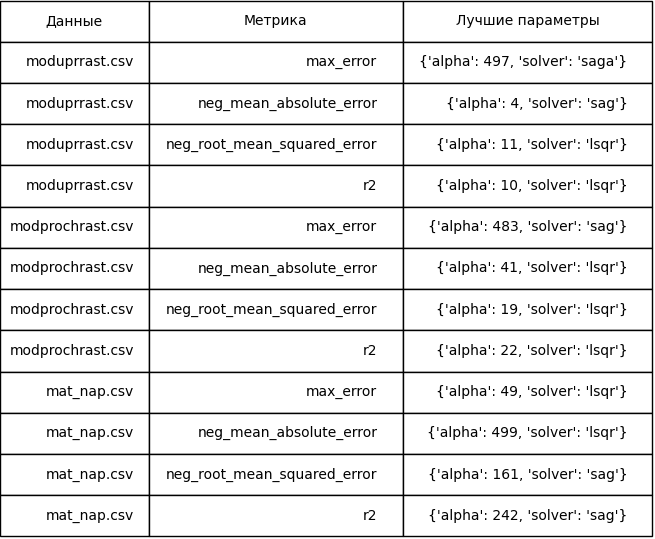 Данные Метрика Лучшие параметры
moduprrast.csv max_error {'alpha': 497, 'solver': 'saga'}
moduprrast.csv neg_mean_absolute_error {'alpha': 4, 'solver': 'sag'}
moduprrast.csv neg_root_mean_squared_error {'alpha': 11, 'solver': 'lsqr'}
moduprrast.csv r2 {'alpha': 10, 'solver': 'lsqr'}
modprochrast.csv max_error {'alpha': 483, 'solver': 'sag'}
modprochrast.csv neg_mean_absolute_error {'alpha': 41, 'solver': 'lsqr'}
modprochrast.csv neg_root_mean_squared_error {'alpha': 19, 'solver': 'lsqr'}
modprochrast.csv r2 {'alpha': 22, 'solver': 'lsqr'}
mat_nap.csv max_error {'alpha': 49, 'solver': 'lsqr'}
mat_nap.csv neg_mean_absolute_error {'alpha': 499, 'solver': 'lsqr'}
mat_nap.csv neg_root_mean_squared_error {'alpha': 161, 'solver': 'sag'}
mat_nap.csv r2 {'alpha': 242, 'solver': 'sag'}